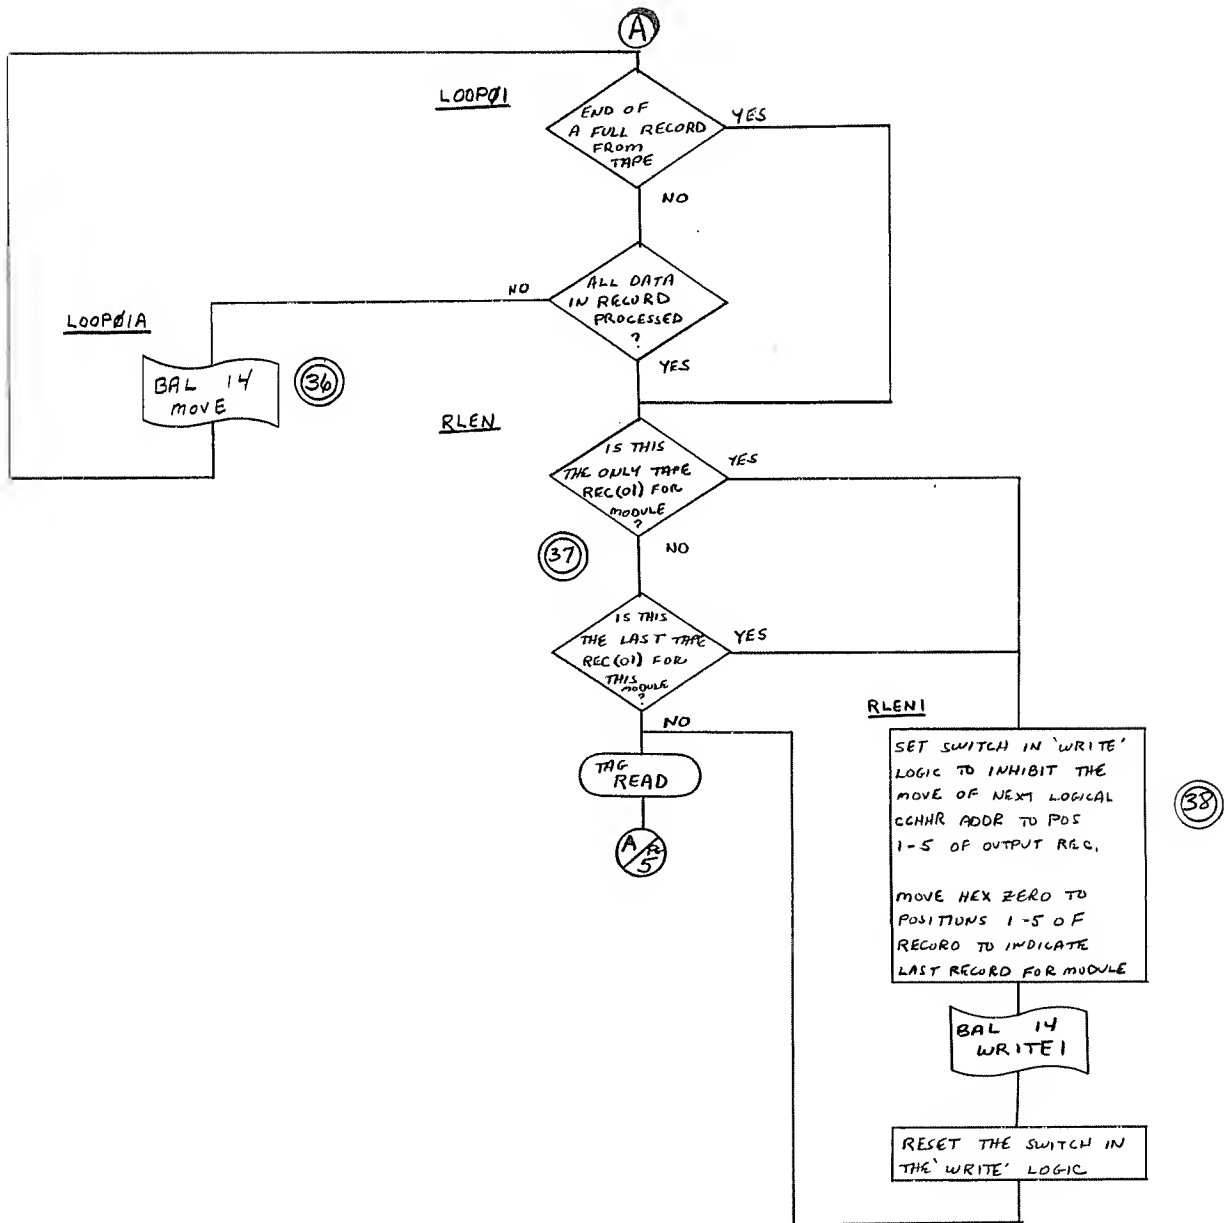 A
LOOPØ1
END OF
A FULL RECORD
FROM
TAPE
YES
NO
ALL DATA
IN RECORD
PROCESSED
?
NO
YES
LOOPØ1A
BAL 14
MOVE
36
RLEN
IS THIS
THE ONLY TAPE
REC(01) FOR
MODULE
?
YES
NO
37
IS THIS
THE LAST TAPE
REC(01) FOR
THIS MODULE
?
YES
NO
TAG
READ
A
5
RLEN1
SET SWITCH IN 'WRITE'
LOGIC TO INHIBIT THE
MOVE OF NEXT LOGICAL
CCHHR ADDR TO POS
1-5 OF OUTPUT REC.
MOVE HEX ZERO TO
POSITIONS 1-5 OF
RECORD TO INDICATE
LAST RECORD FOR MODULE
38
BAL 14
WRITE1
RESET THE SWITCH IN
THE 'WRITE' LOGIC